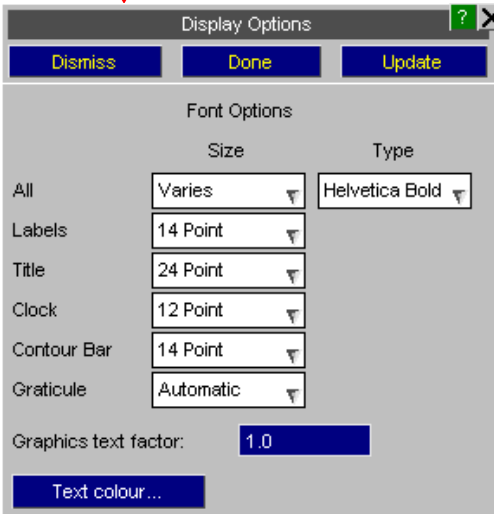 Display Options ? X
Dismiss Done Update
Font Options
Size Type
All Varies Helvetica Bold
Labels 14 Point
Title 24 Point
Clock 12 Point
Contour Bar 14 Point
Graticule Automatic
Graphics text factor: 1.0
Text colour...